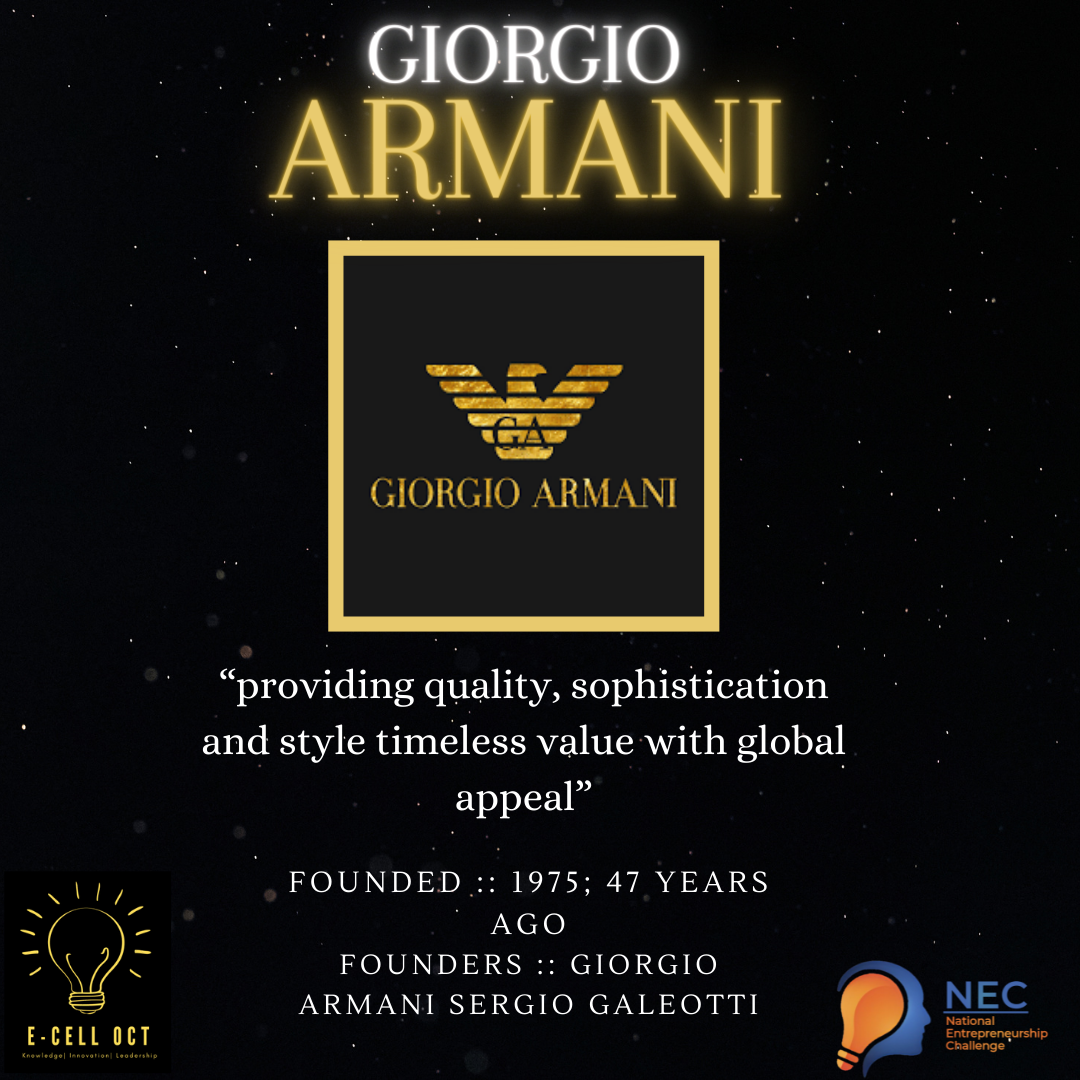 GIORGIO
ARMANI
GA
GIORGIO ARMANI
“providing quality, sophistication
and style timeless value with global
appeal”
FOUNDED :: 1975; 47 YEARS
AGO
FOUNDERS :: GIORGIO
ARMANI SERGIO GALEOTTI
E-CELL OCT
Knowledge| Innovation| Leadership
NEC
National
Entrepreneurship
Challenge